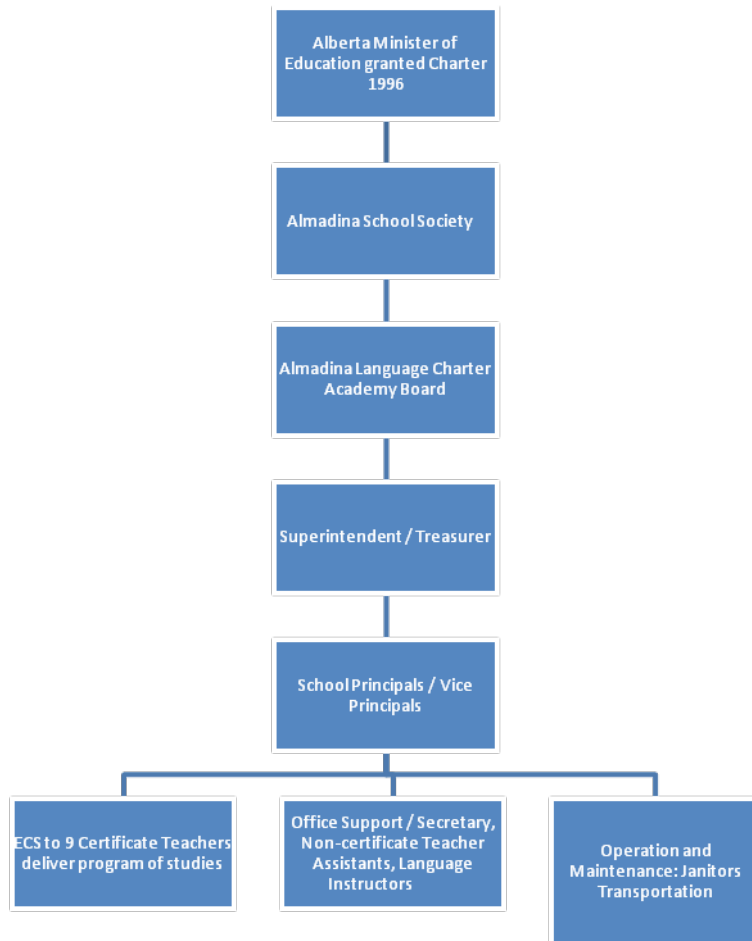 Alberta Minister of
Education granted Charter
1996
Almadina School Society
Almadina Language Charter
Academy Board
Superintendent / Treasurer
School Principals / Vice
Principals
ECS to 9 Certificate Teachers
deliver program of studies
Office Support / Secretary,
Non-certificate Teacher
Assistants, Language
Instructors
Operation and
Maintenance: Janitors
Transportation